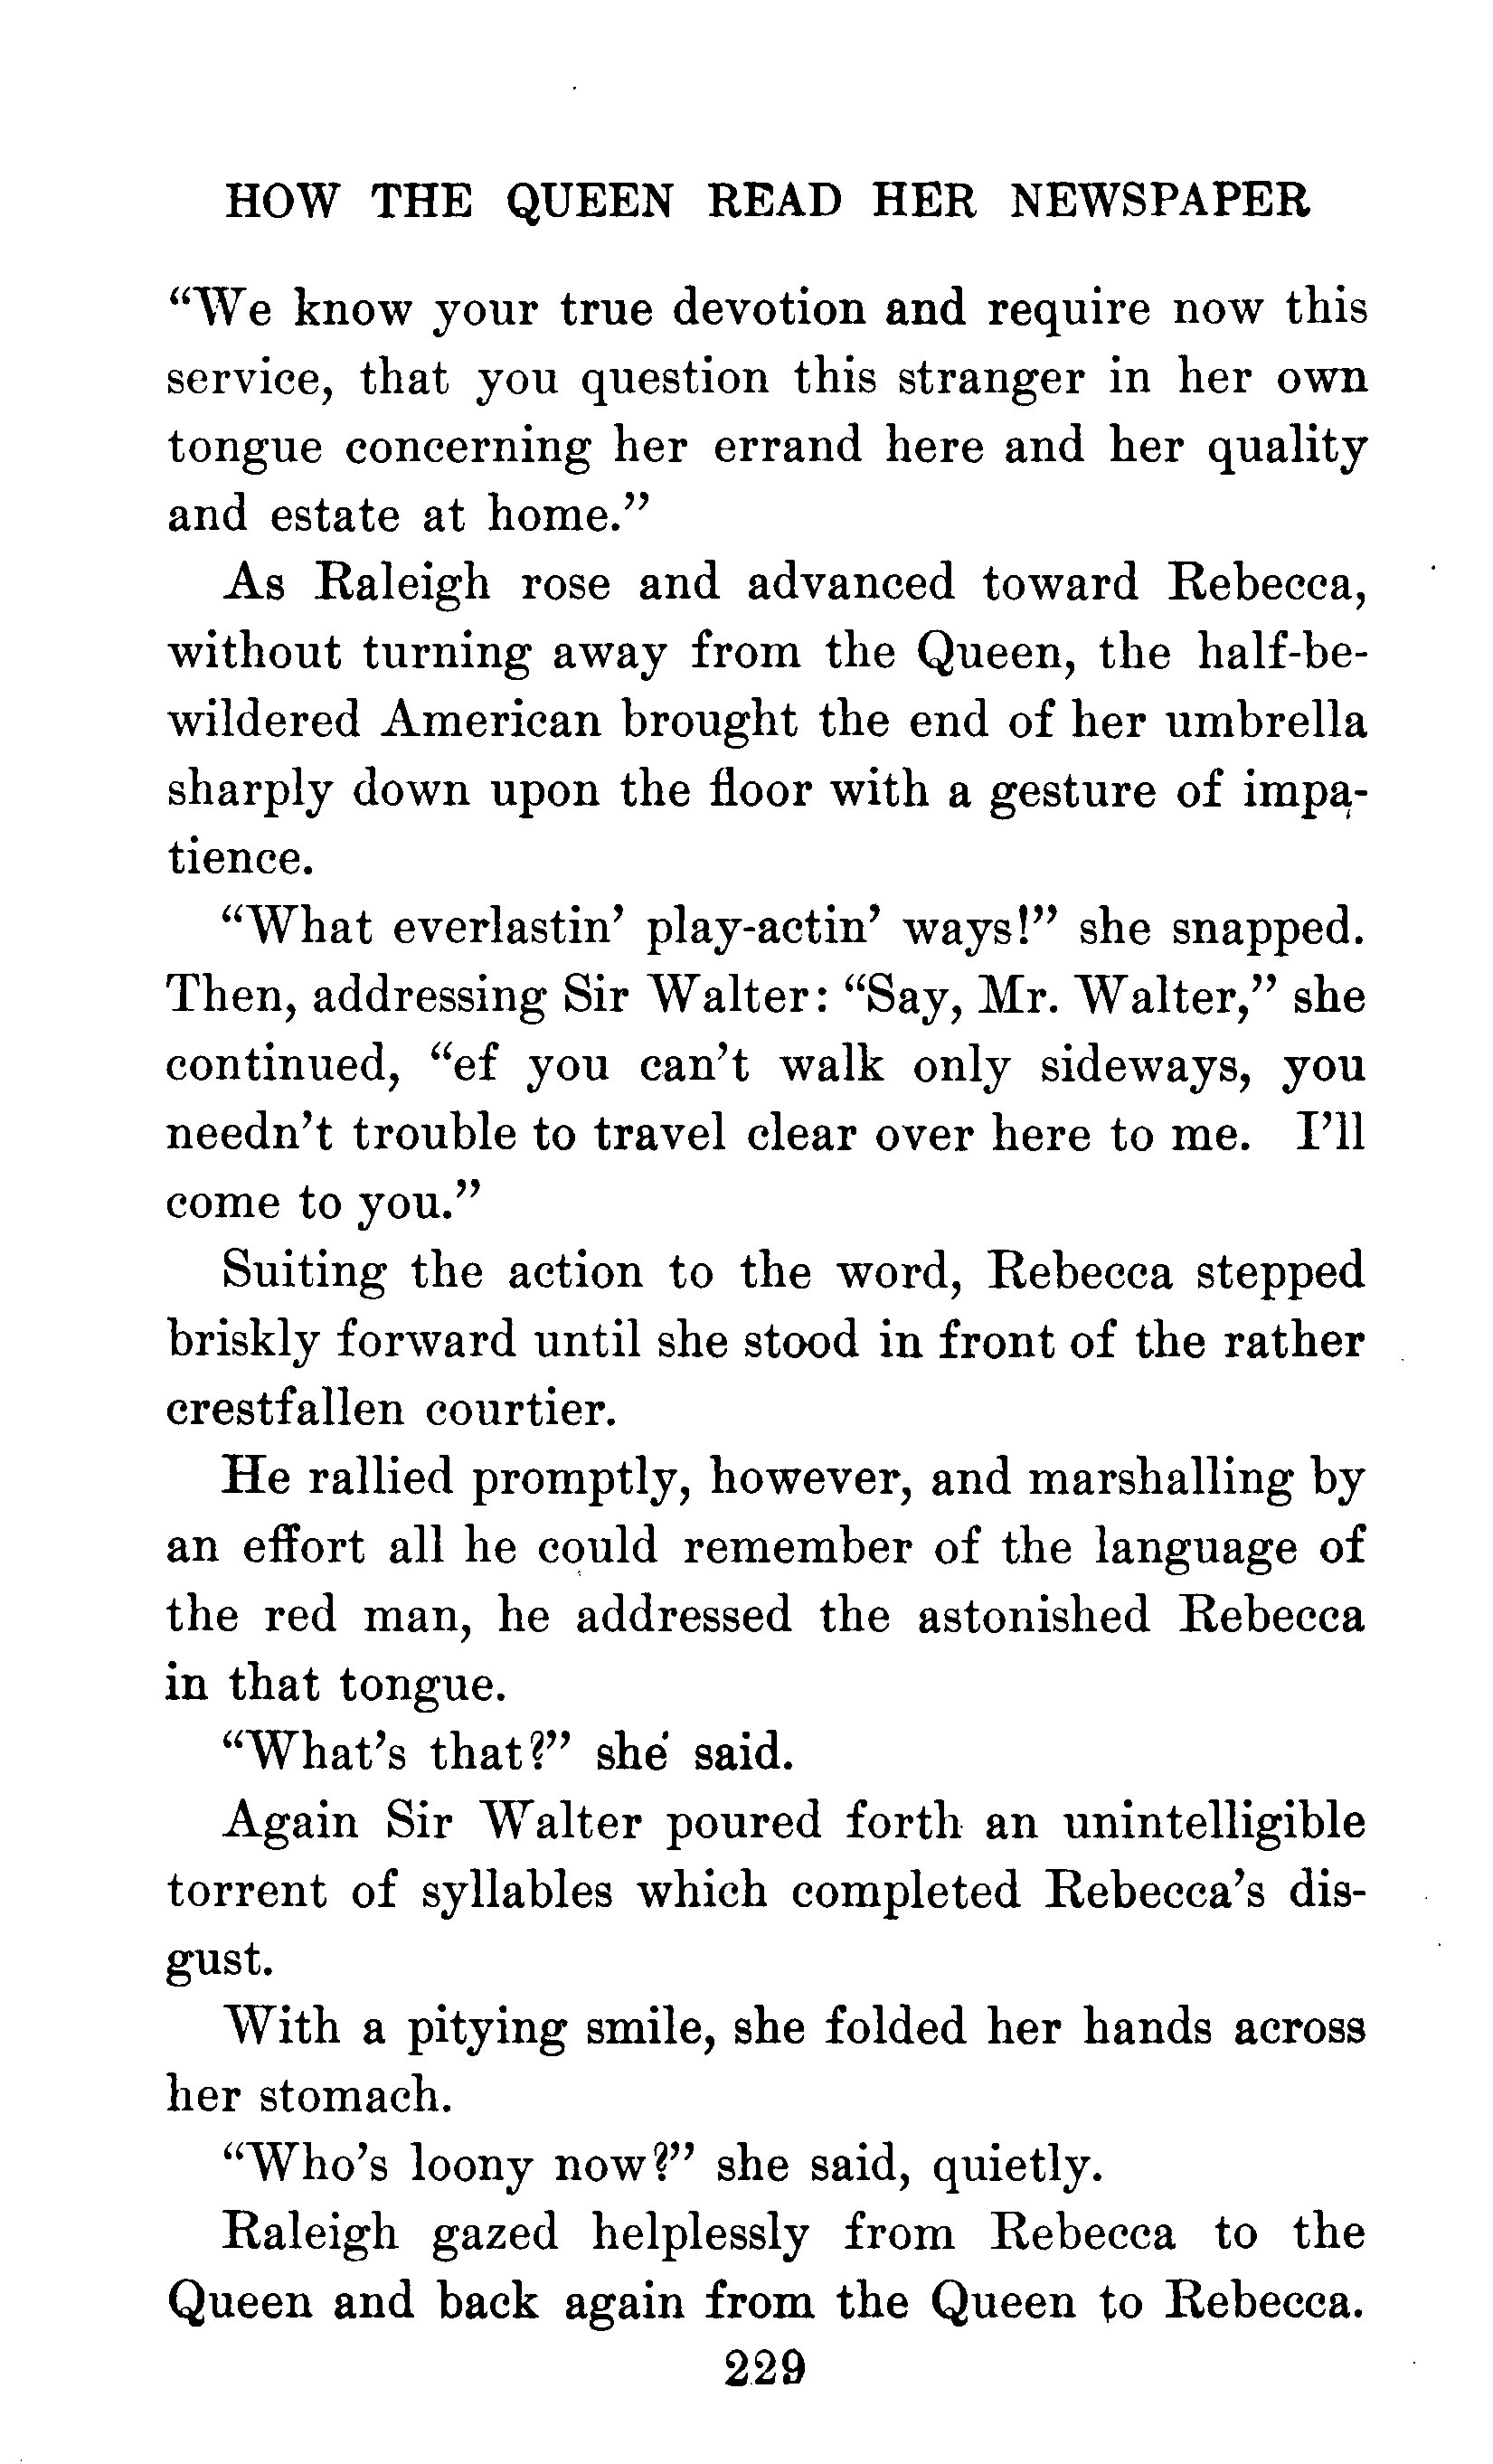 HOW THE QUEEN READ HER NEWSPAPER
“We know your true devotion and require now this
service, that you question this stranger in her own
tongue concerning her errand here and her quality
and estate at home.”
As Raleigh rose and advanced toward Rebecca,
without turning away from the Queen, the half-be-
wildered American brought the end of her umbrella
sharply down upon the floor with a gesture of impa-
tience.
“What everlastin’ play-actin’ ways!” she snapped.
Then, addressing Sir Walter: “Say, Mr. Walter,” she
continued, “ef you can’t walk only sideways, you
needn’t trouble to travel clear over here to me. I’ll
come to you.”
Suiting the action to the word, Rebecca stepped
briskly forward until she stood in front of the rather
crestfallen courtier.
He rallied promptly, however, and marshalling by
an effort all he could remember of the language of
the red man, he addressed the astonished Rebecca
in that tongue.
“What’s that?” she said.
Again Sir Walter poured forth an unintelligible
torrent of syllables which completed Rebecca’s dis-
gust.
With a pitying smile, she folded her hands across
her stomach.
“Who’s loony now?” she said, quietly.
Raleigh gazed helplessly from Rebecca to the
Queen and back again from the Queen to Rebecca.
229